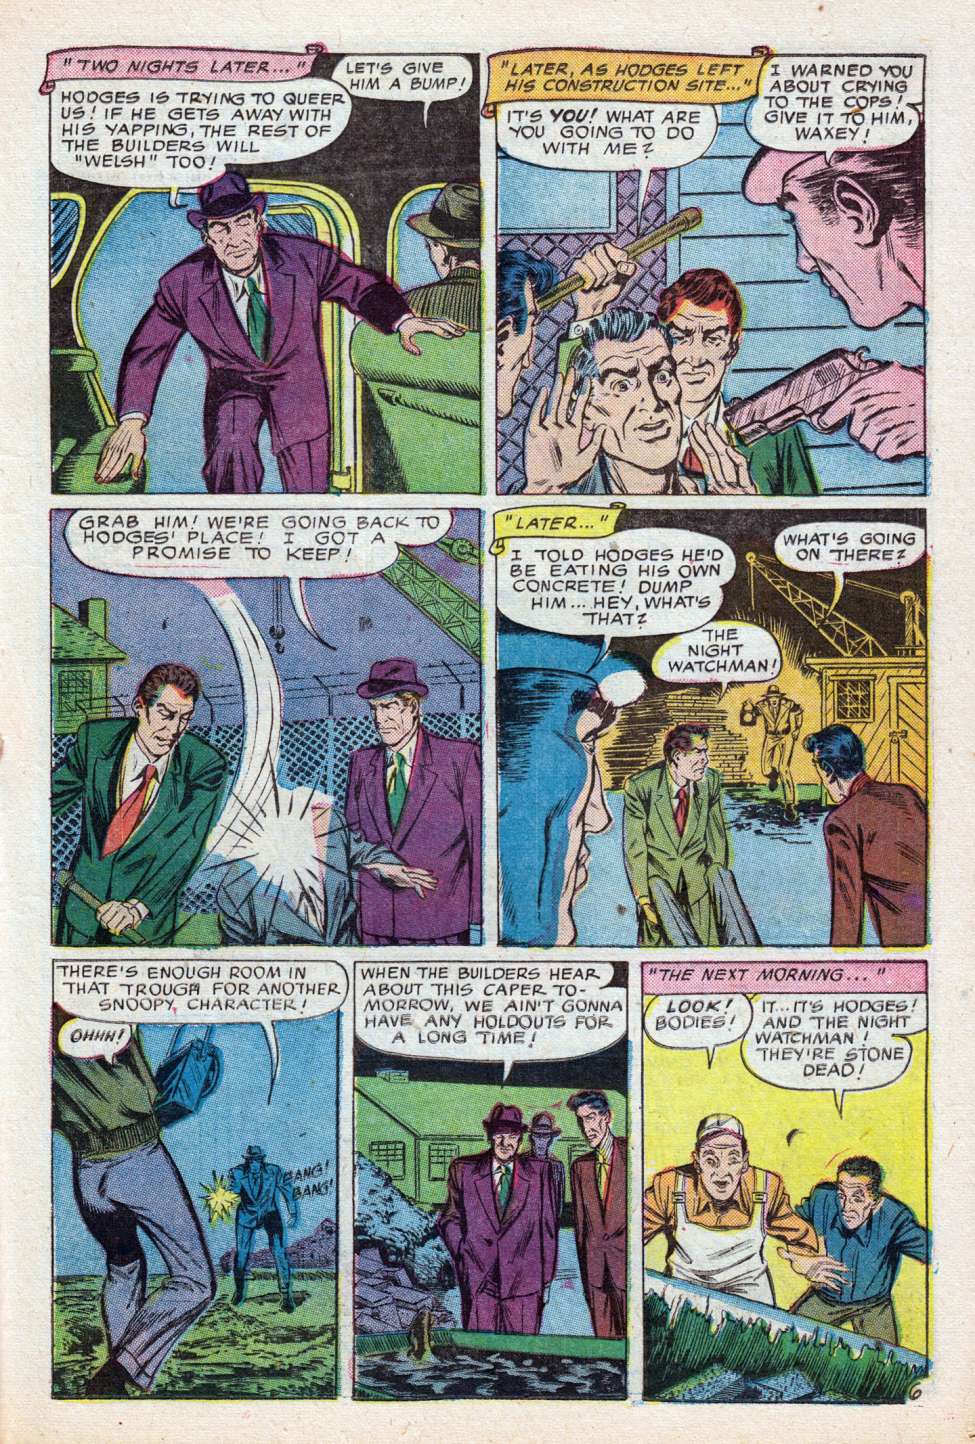 "TWO NIGHTS LATER..."
HODGES IS TRYING TO QUEER
US! IF HE GETS AWAY WITH
HIS YAPPING, THE REST OF
THE BUILDERS WILL
"WELSH" TOO!
LET'S GIVE
HIM A BUMP!
"LATER, AS HODGES LEFT
HIS CONSTRUCTION SITE..."
IT'S YOU! WHAT ARE
YOU GOING TO DO
WITH ME?
I WARNED YOU
ABOUT CRYING
TO THE COPS!
GIVE IT TO HIM,
WAXEY!
GRAB HIM! WE'RE GOING BACK TO
HODGES' PLACE! I GOT A
PROMISE TO KEEP!
"LATER..."
I TOLD HODGES HE'D
BE EATING HIS OWN
CONCRETE! DUMP
HIM... HEY, WHAT'S
THAT?
WHAT'S GOING
ON THERE?
THE
NIGHT
WATCHMAN!
THERE'S ENOUGH ROOM IN
THAT TROUGH FOR ANOTHER
SNOOPY CHARACTER!
OHHH!
BANG!
BANG!
WHEN THE BUILDERS HEAR
ABOUT THIS CAPER TO-
MORROW, WE AIN'T GONNA
HAVE ANY HOLDOUTS FOR
A LONG TIME!
"THE NEXT MORNING..."
LOOK!
BODIES!
IT...IT'S HODGES!
AND THE NIGHT
WATCHMAN!
THEY'RE STONE
DEAD!
6